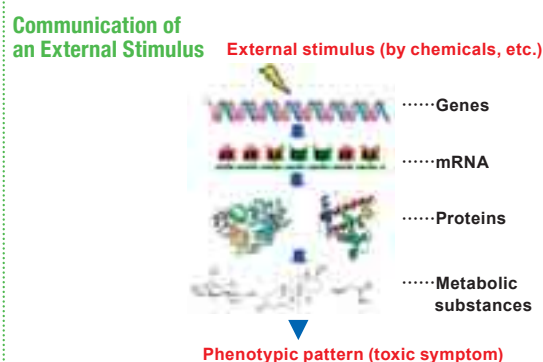 Communication of
an External Stimulus
External stimulus (by chemicals, etc.)
······Genes
······mRNA
······Proteins
······Metabolic
substances
Phenotypic pattern (toxic symptom)